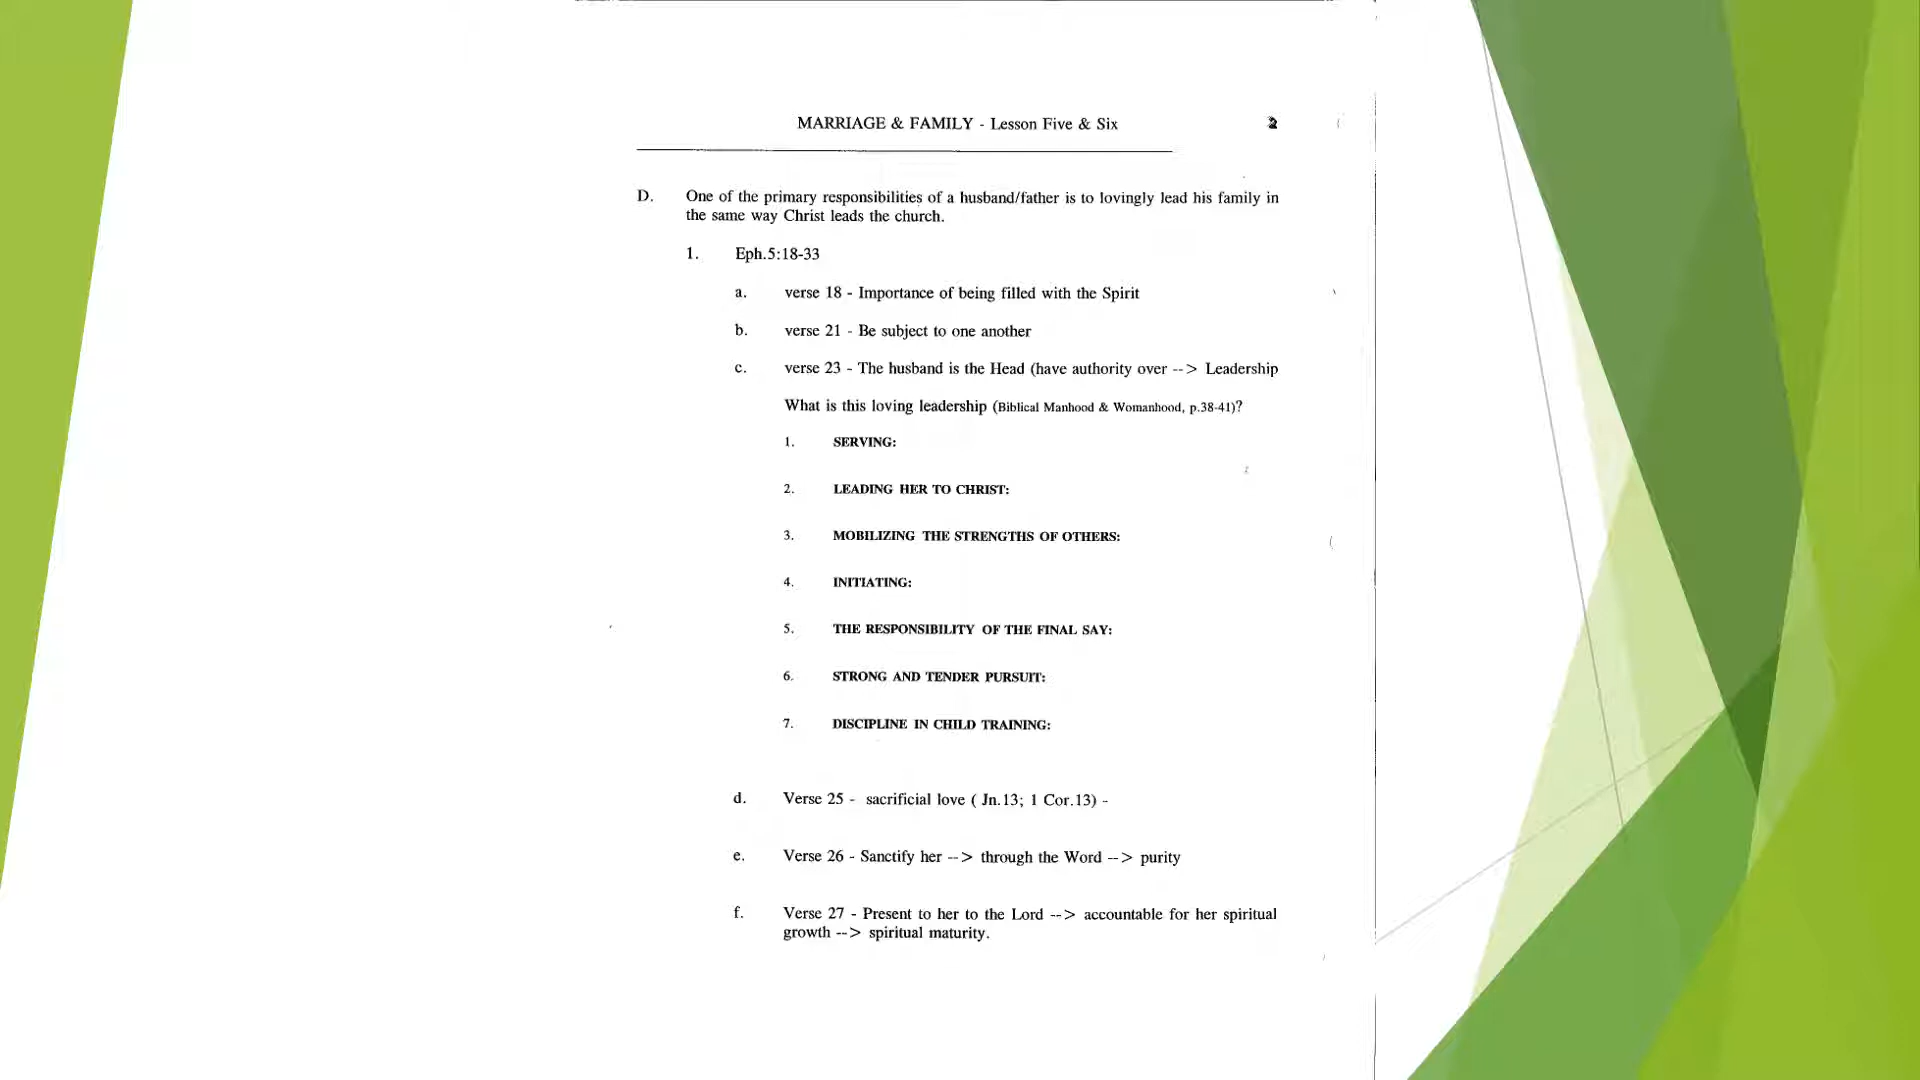 MARRIAGE & FAMILY - Lesson Five & Six 2
D. One of the primary responsibilities of a husband/father is to lovingly lead his family in
the same way Christ leads the church.
1. Eph.5:18-33
a. verse 18 - Importance of being filled with the Spirit
b. verse 21 - Be subject to one another
c. verse 23 - The husband is the Head (have authority over --> Leadership
What is this loving leadership (Biblical Manhood & Womanhood, p.38-41)?
1. SERVING:
2. LEADING HER TO CHRIST:
3. MOBILIZING THE STRENGTHS OF OTHERS:
4. INITIATING:
5. THE RESPONSIBILITY OF THE FINAL SAY:
6. STRONG AND TENDER PURSUIT:
7. DISCIPLINE IN CHILD TRAINING:
d. Verse 25 - sacrificial love ( Jn.13; 1 Cor.13) -
e. Verse 26 - Sanctify her --> through the Word --> purity
f. Verse 27 - Present to her to the Lord --> accountable for her spiritual
growth --> spiritual maturity.